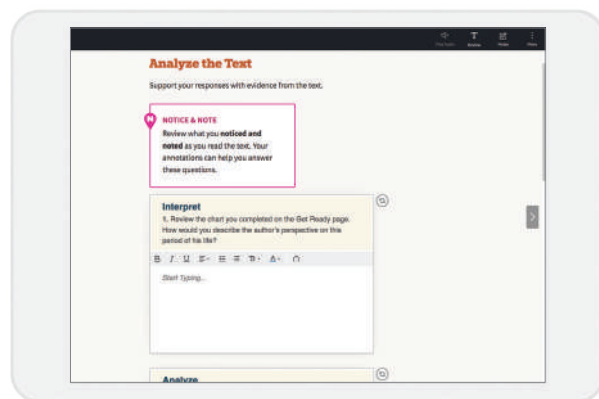 Analyze the Text
Support your responses with evidence from the text.
NOTICE & NOTE
Review what you noticed and
noted as you read the text. Your
annotations can help you answer
these questions.
Interpret
1. Review the chart you completed on the Get Ready page.
How would you describe the author's perspective on this
period of his life?
B I U
Start Typing...
Analyze